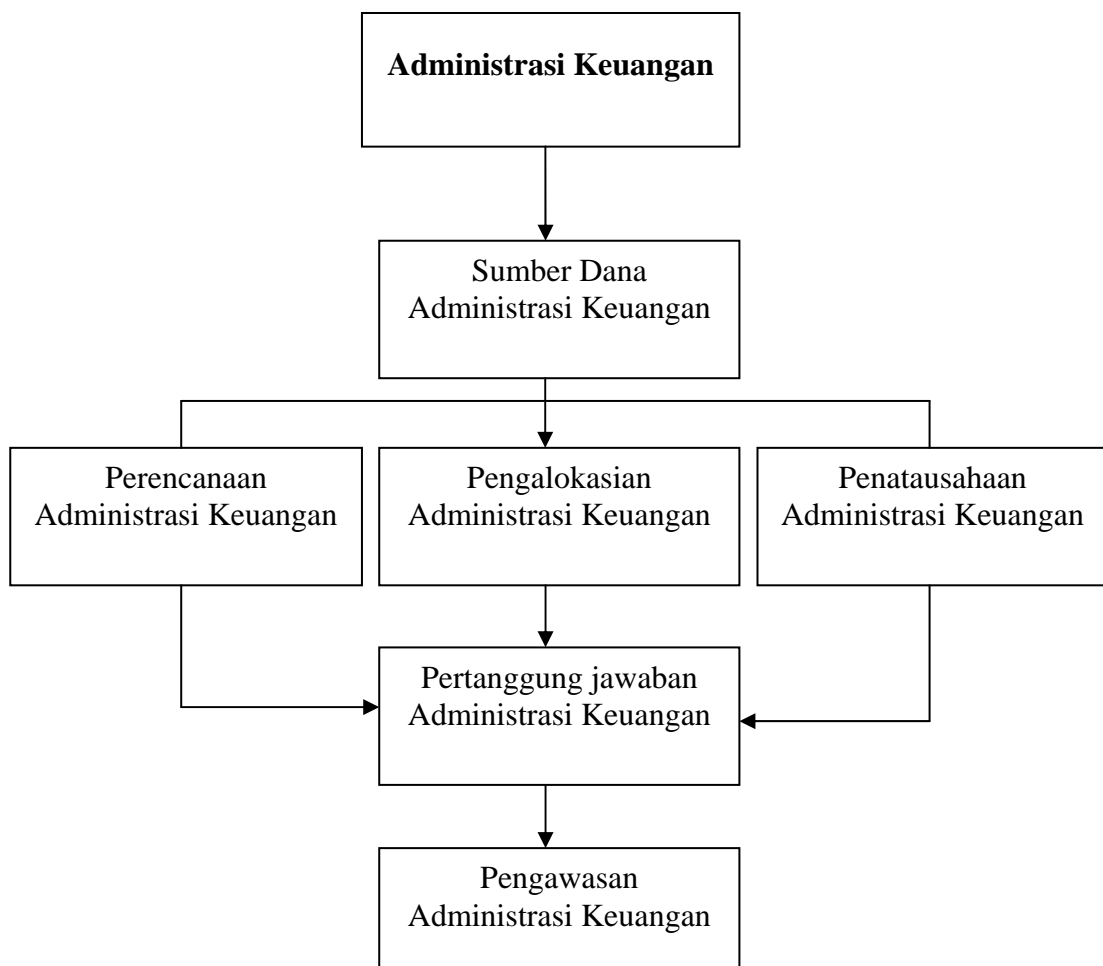 Administrasi Keuangan
Sumber Dana
Administrasi Keuangan
Perencanaan
Administrasi Keuangan
Pengalokasian
Administrasi Keuangan
Penatausahaan
Administrasi Keuangan
Pertanggung jawaban
Administrasi Keuangan
Pengawasan
Administrasi Keuangan